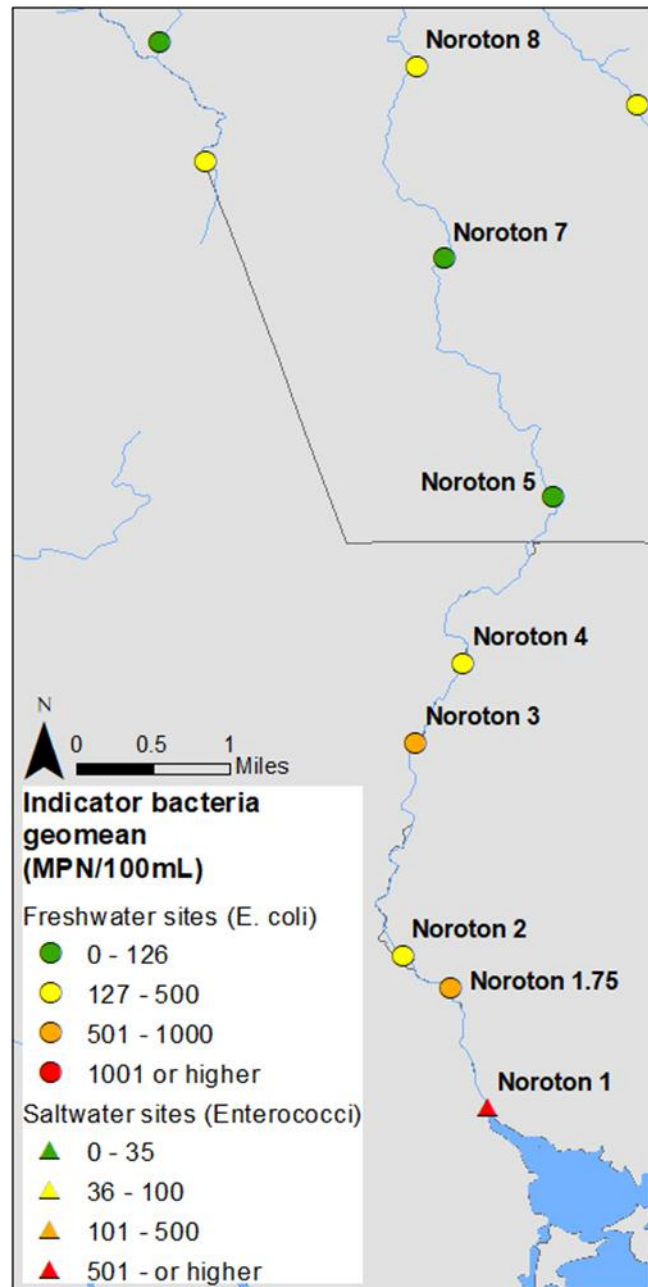 Noroton 8
Noroton 7
Noroton 5
Noroton 4
Noroton 3
N
0 0.5 1
Miles
Indicator bacteria
geomean
(MPN/100mL)
Freshwater sites (E. coli)
0 - 126
127 - 500
501 - 1000
1001 or higher
Saltwater sites (Enterococci)
0 - 35
36 - 100
101 - 500
501 - or higher
Noroton 2
Noroton 1.75
Noroton 1